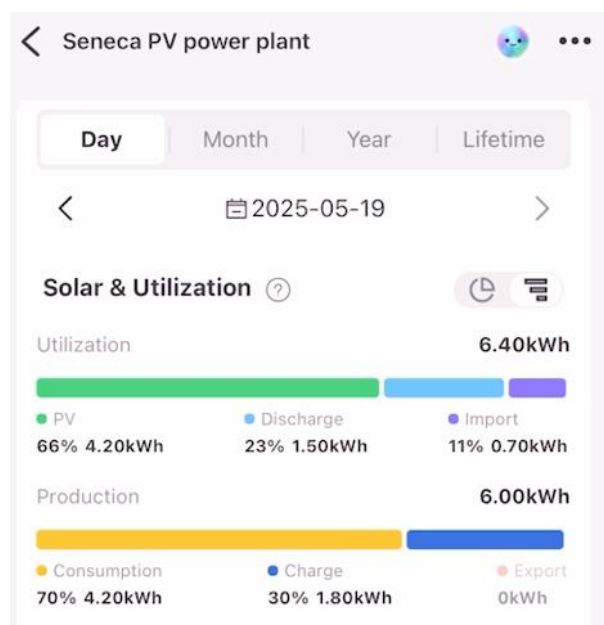 Seneca PV power plant
Day Month Year Lifetime
2025-05-19
Solar & Utilization ?
Utilization 6.40kWh
PV Discharge Import
66% 4.20kWh 23% 1.50kWh 11% 0.70kWh
Production 6.00kWh
Consumption Charge Export
70% 4.20kWh 30% 1.80kWh 0kWh